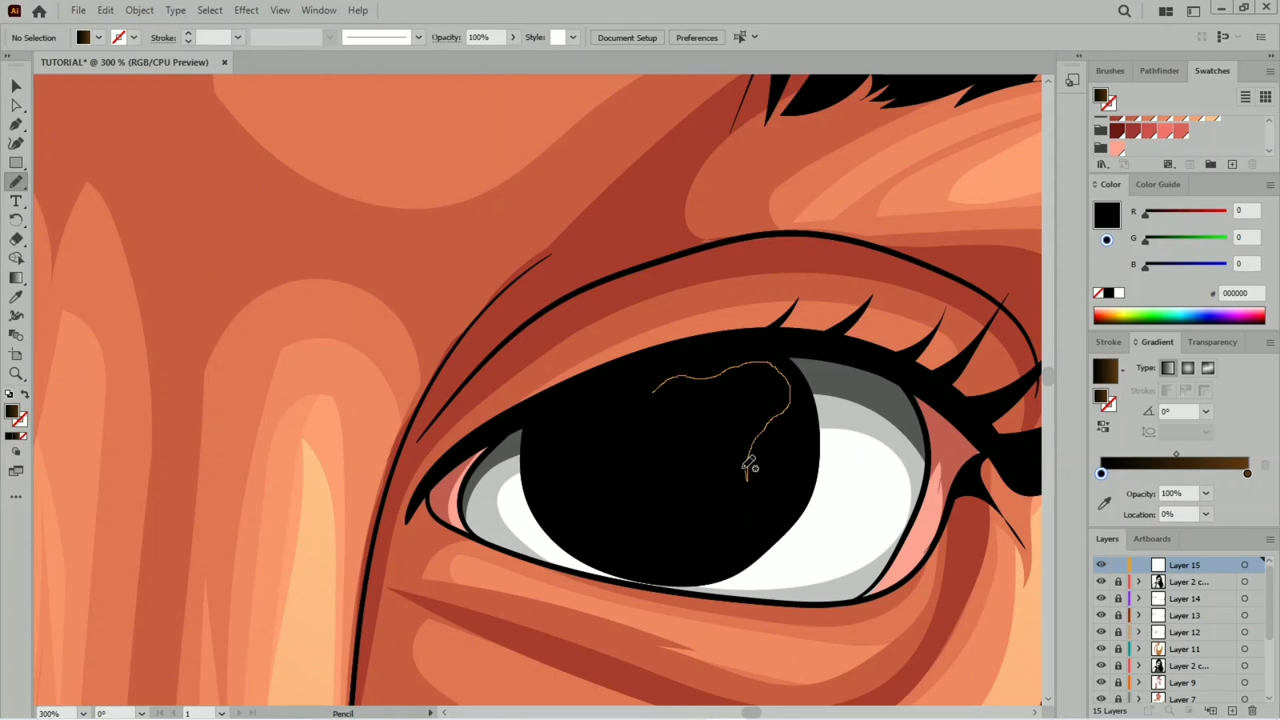 Ai File Edit Object Type Select Effect View Window Help
No Selection Stroke: Opacity: 100% Style: Document Setup Preferences
TUTORIAL* @ 300 % (RGB/CPU Preview) ×
Brushes Pathfinder Swatches
Color Color Guide
R 0
G 0
B 0
# 000000
Stroke Gradient Transparency
Type:
Stroke:
0°
Opacity: 100%
Location: 0%
Layers Artboards
Layer 15
Layer 2 c...
Layer 14
Layer 13
Layer 12
Layer 11
Layer 2 c...
Layer 9
Layer 7
15 Layers
300% 0° 1 Pencil